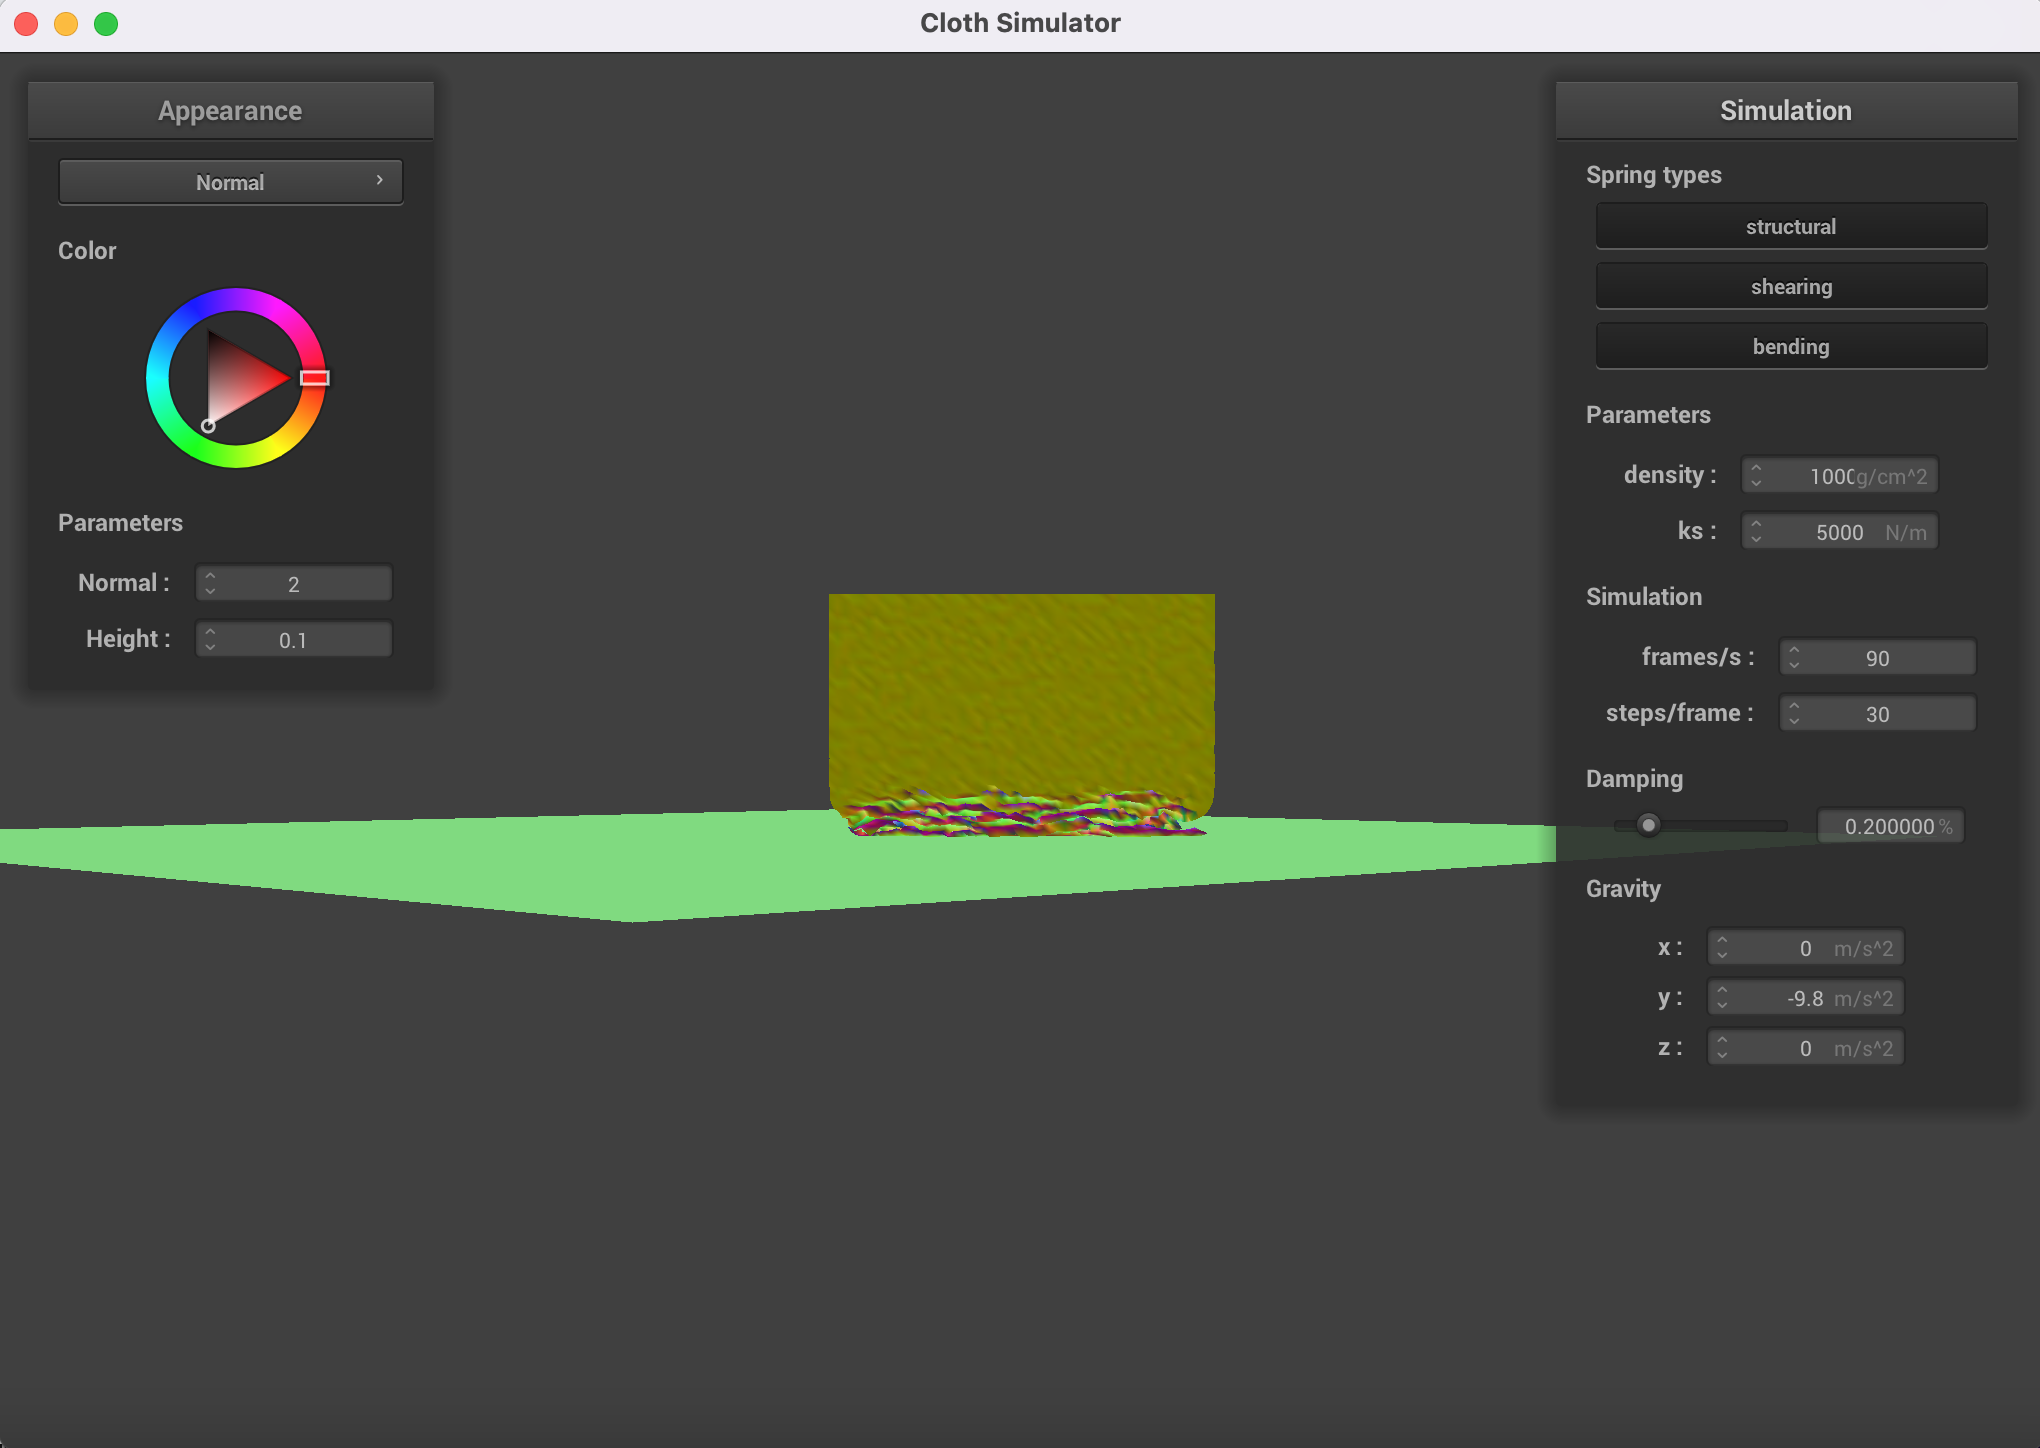 Cloth Simulator
Appearance
Normal
Color
Parameters
Normal : 2
Height : 0.1
Simulation
Spring types
structural
shearing
bending
Parameters
density : 1000 g/cm^2
ks : 5000 N/m
Simulation
frames/s : 90
steps/frame : 30
Damping
0.200000 %
Gravity
x : 0 m/s^2
y : -9.8 m/s^2
z : 0 m/s^2